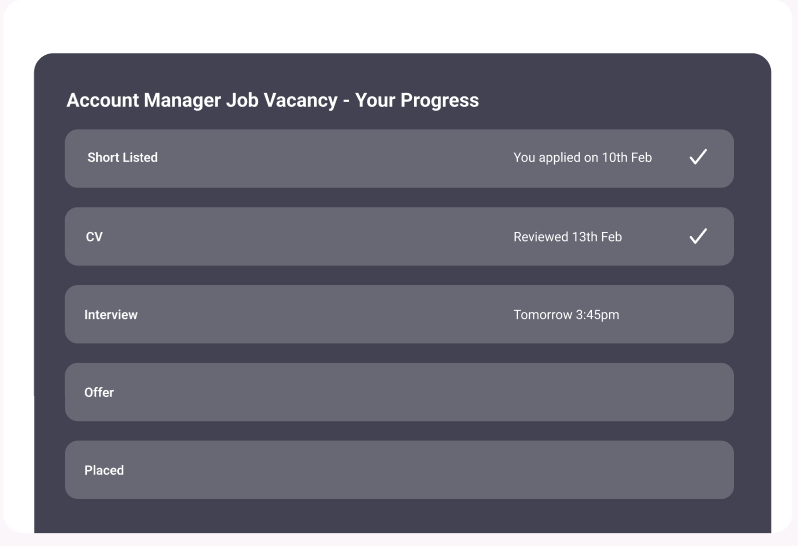 Account Manager Job Vacancy - Your Progress
Short Listed You applied on 10th Feb
CV Reviewed 13th Feb
Interview Tomorrow 3:45pm
Offer
Placed